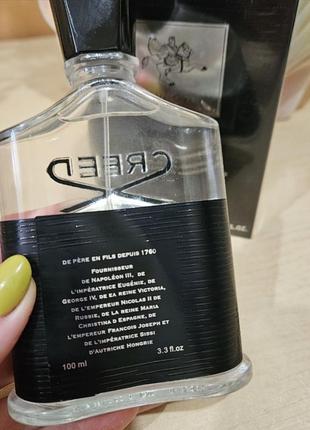 CREED
DE PÈRE EN FILS DEPUIS 1760
FOURNISSEUR
DE NAPOLÉON III, DE
L'IMPÉRATRICE EUGÉNIE, DE
GEORGE IV, DE EA REINE VICTORIA,
DE L'EMPEREUR NICOLAS II DE
RUSSIE, DE LA REINE MARIA
CHRISTINA D'ESPAGNE, DE
L'EMPEREUR FRANCOIS JOSEPH ET
DE L'IMPÉRATRICE SISSI
D'AUTRICHE HONGRIE
100 ml 3.3 fl.oz